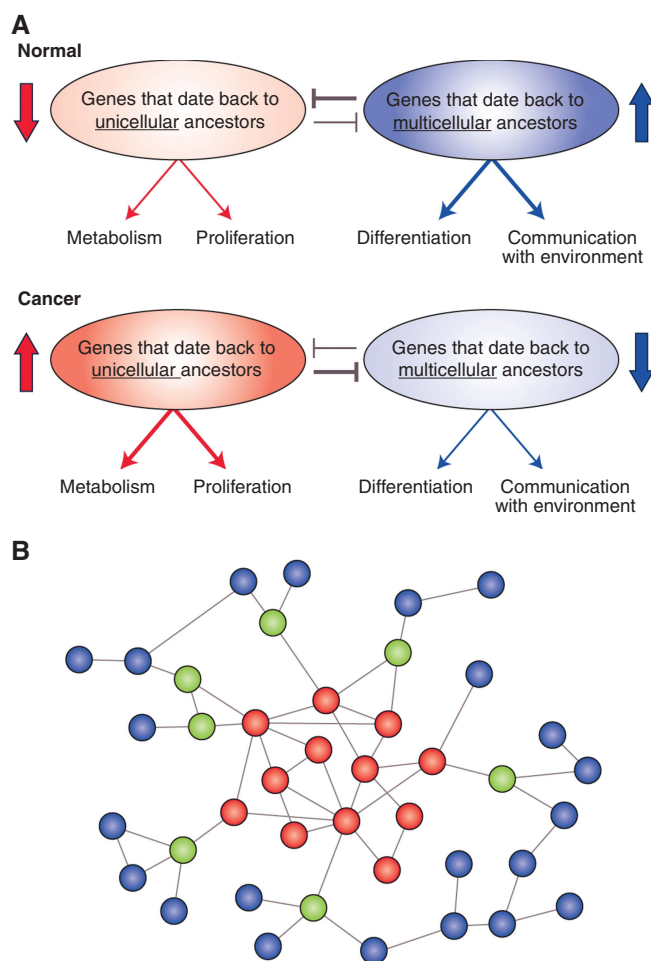 A
Normal
Genes that date back to
unicellular ancestors
Genes that date back to
multicellular ancestors
Metabolism
Proliferation
Differentiation
Communication
with environment
Cancer
Genes that date back to
unicellular ancestors
Genes that date back to
multicellular ancestors
Metabolism
Proliferation
Differentiation
Communication
with environment
B